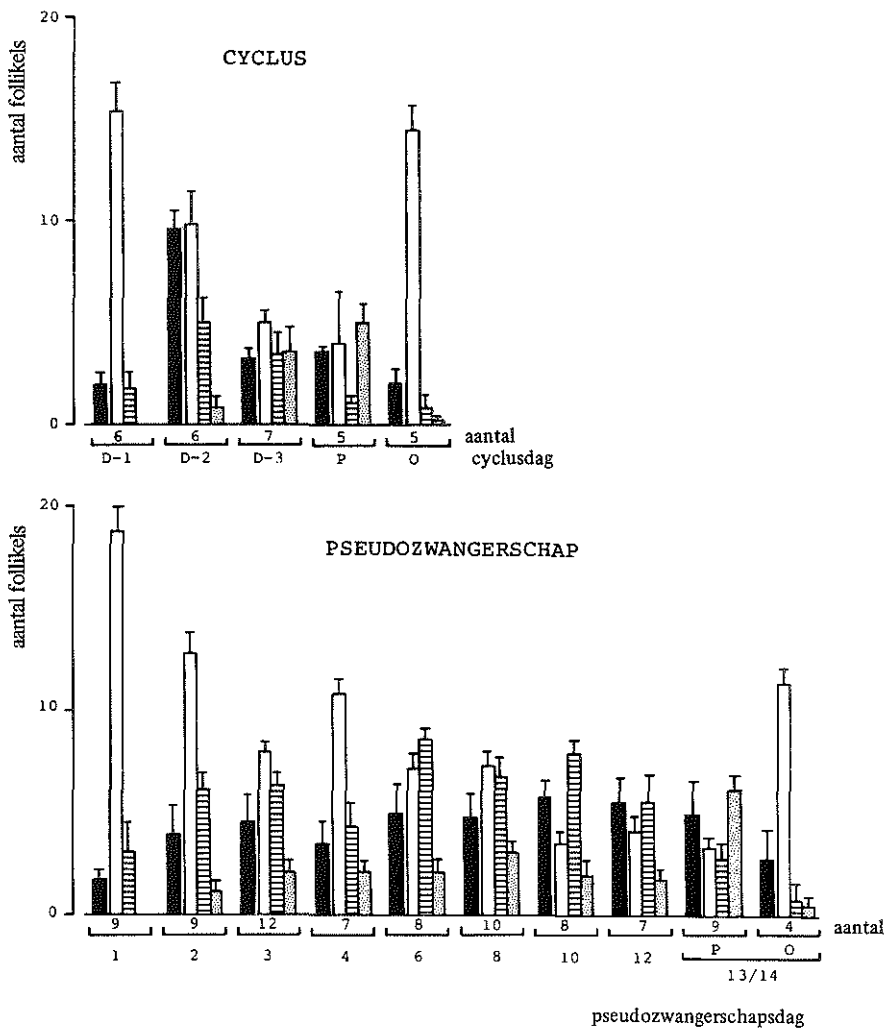 20
CYCLUS
aantal follikels
10
0
6 6 7 5 5 aantal
D-1 D-2 D-3 P O cyclusdag
20
PSEUDOZWANGERSCHAP
aantal follikels
10
0
9 9 12 7 8 10 8 7 9 4 aantal
1 2 3 4 6 8 10 12 P O
13/14
pseudozwangerschapsdag